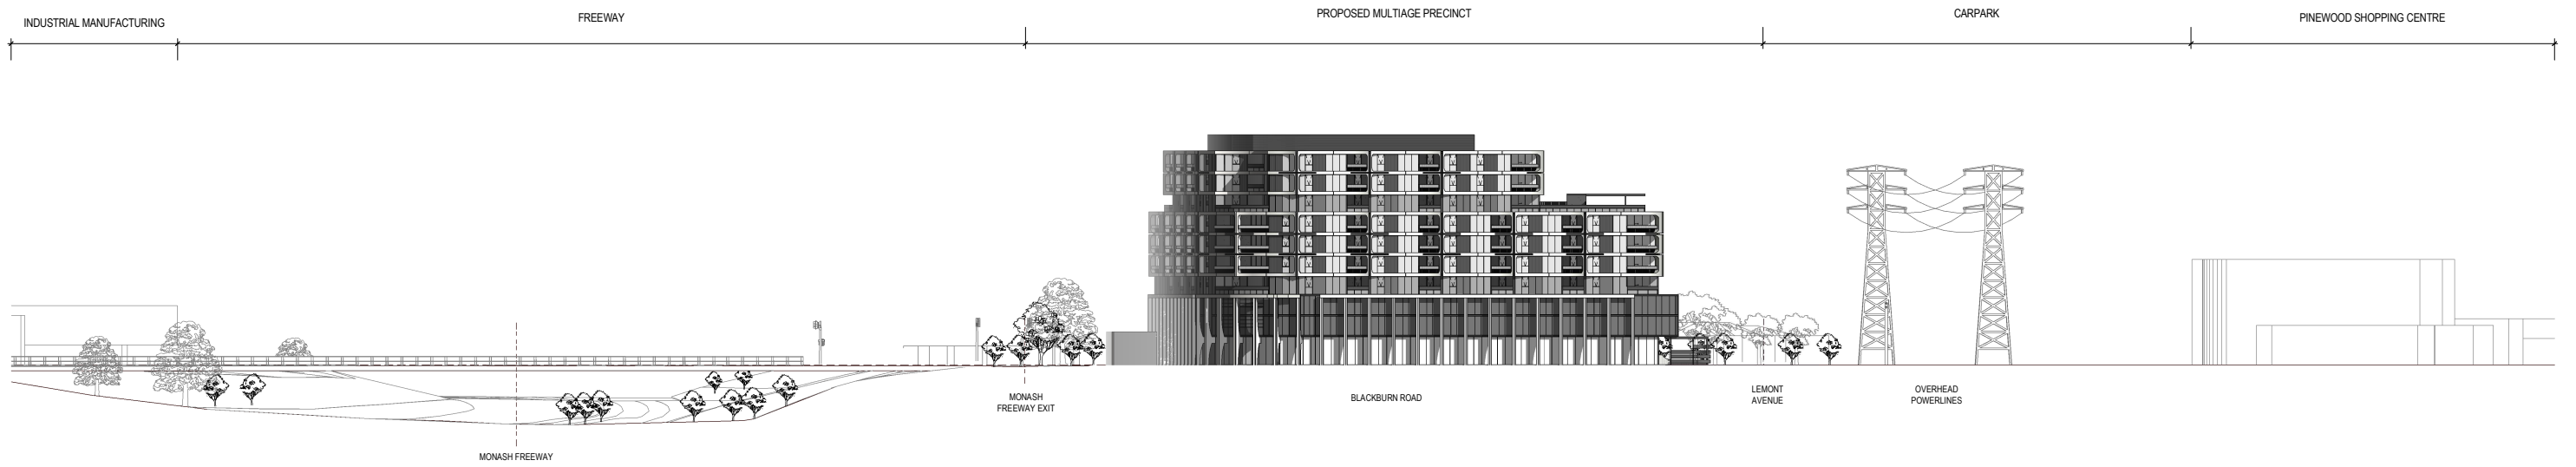 INDUSTRIAL MANUFACTURING
FREEWAY
PROPOSED MULTIAGE PRECINCT
CARPARK
PINEWOOD SHOPPING CENTRE
MONASH
FREEWAY EXIT
BLACKBURN ROAD
LEMONT
AVENUE
OVERHEAD
POWERLINES
MONASH FREEWAY